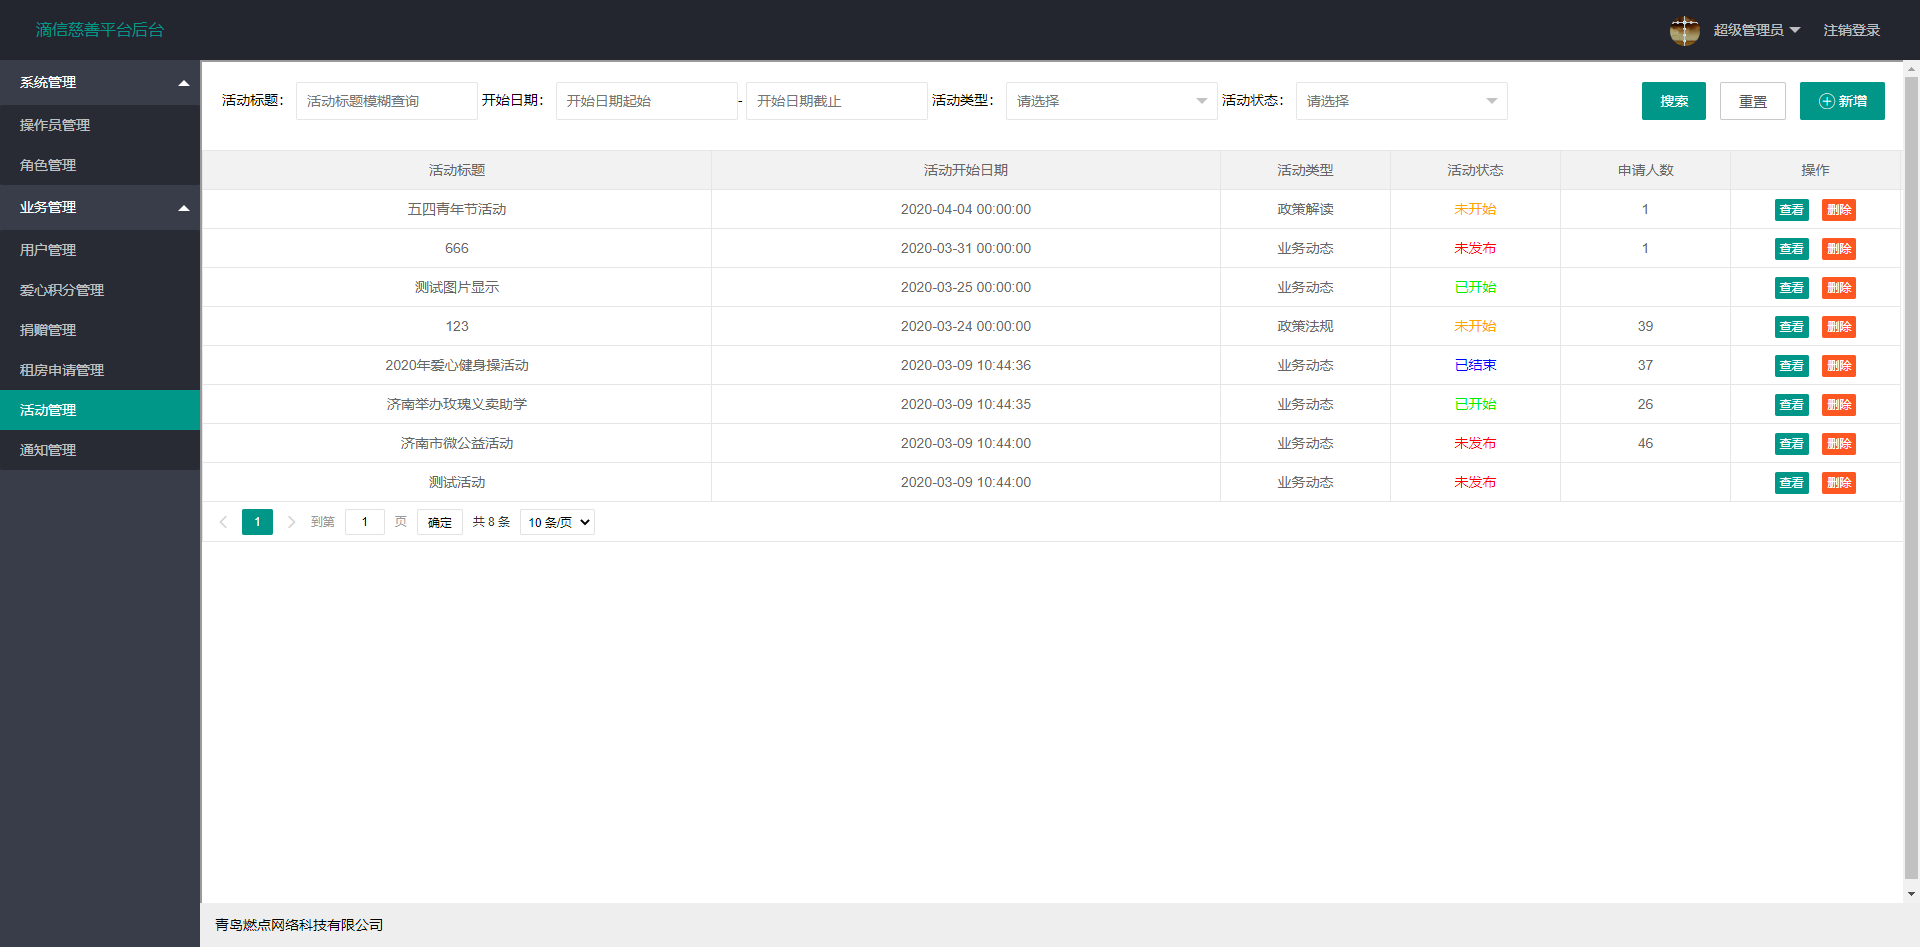 滴信慈善平台后台
超级管理员 注销登录
系统管理
操作员管理
角色管理
业务管理
用户管理
爱心积分管理
捐赠管理
租房申请管理
活动管理
通知管理
活动标题： 活动标题模糊查询 开始日期： 开始日期起始 - 开始日期截止 活动类型： 请选择 活动状态： 请选择 搜索 重置 新增
活动标题 活动开始日期 活动类型 活动状态 申请人数 操作
五四青年节活动 2020-04-04 00:00:00 政策解读 未开始 1 查看 删除
666 2020-03-31 00:00:00 业务动态 未发布 1 查看 删除
测试图片显示 2020-03-25 00:00:00 业务动态 已开始 查看 删除
123 2020-03-24 00:00:00 政策法规 未开始 39 查看 删除
2020年爱心健身操活动 2020-03-09 10:44:36 业务动态 已结束 37 查看 删除
济南举办玫瑰义卖助学 2020-03-09 10:44:35 业务动态 已开始 26 查看 删除
济南市微公益活动 2020-03-09 10:44:00 业务动态 未发布 46 查看 删除
测试活动 2020-03-09 10:44:00 业务动态 未发布 查看 删除
1 到第 1 页 确定 共 8 条 10 条/页
青岛燃点网络科技有限公司